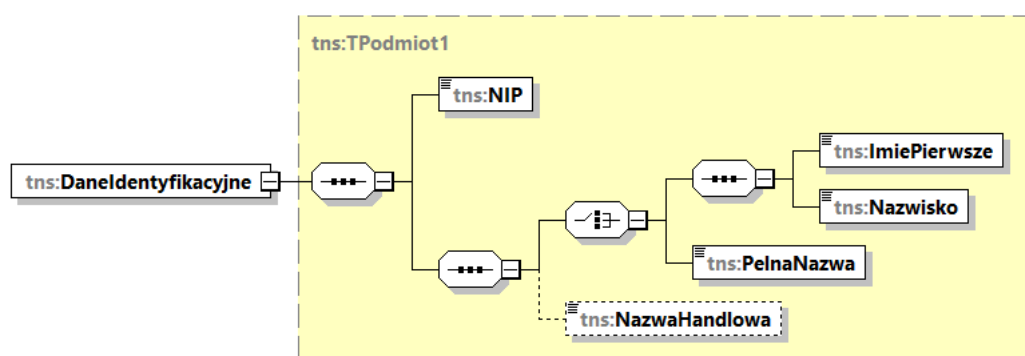 tns:TPodmiot1
tns:NIP
tns:DaneIdentyfikacyjne
tns:ImiePierwsze
tns:Nazwisko
tns:PelnaNazwa
tns:NazwaHandlowa